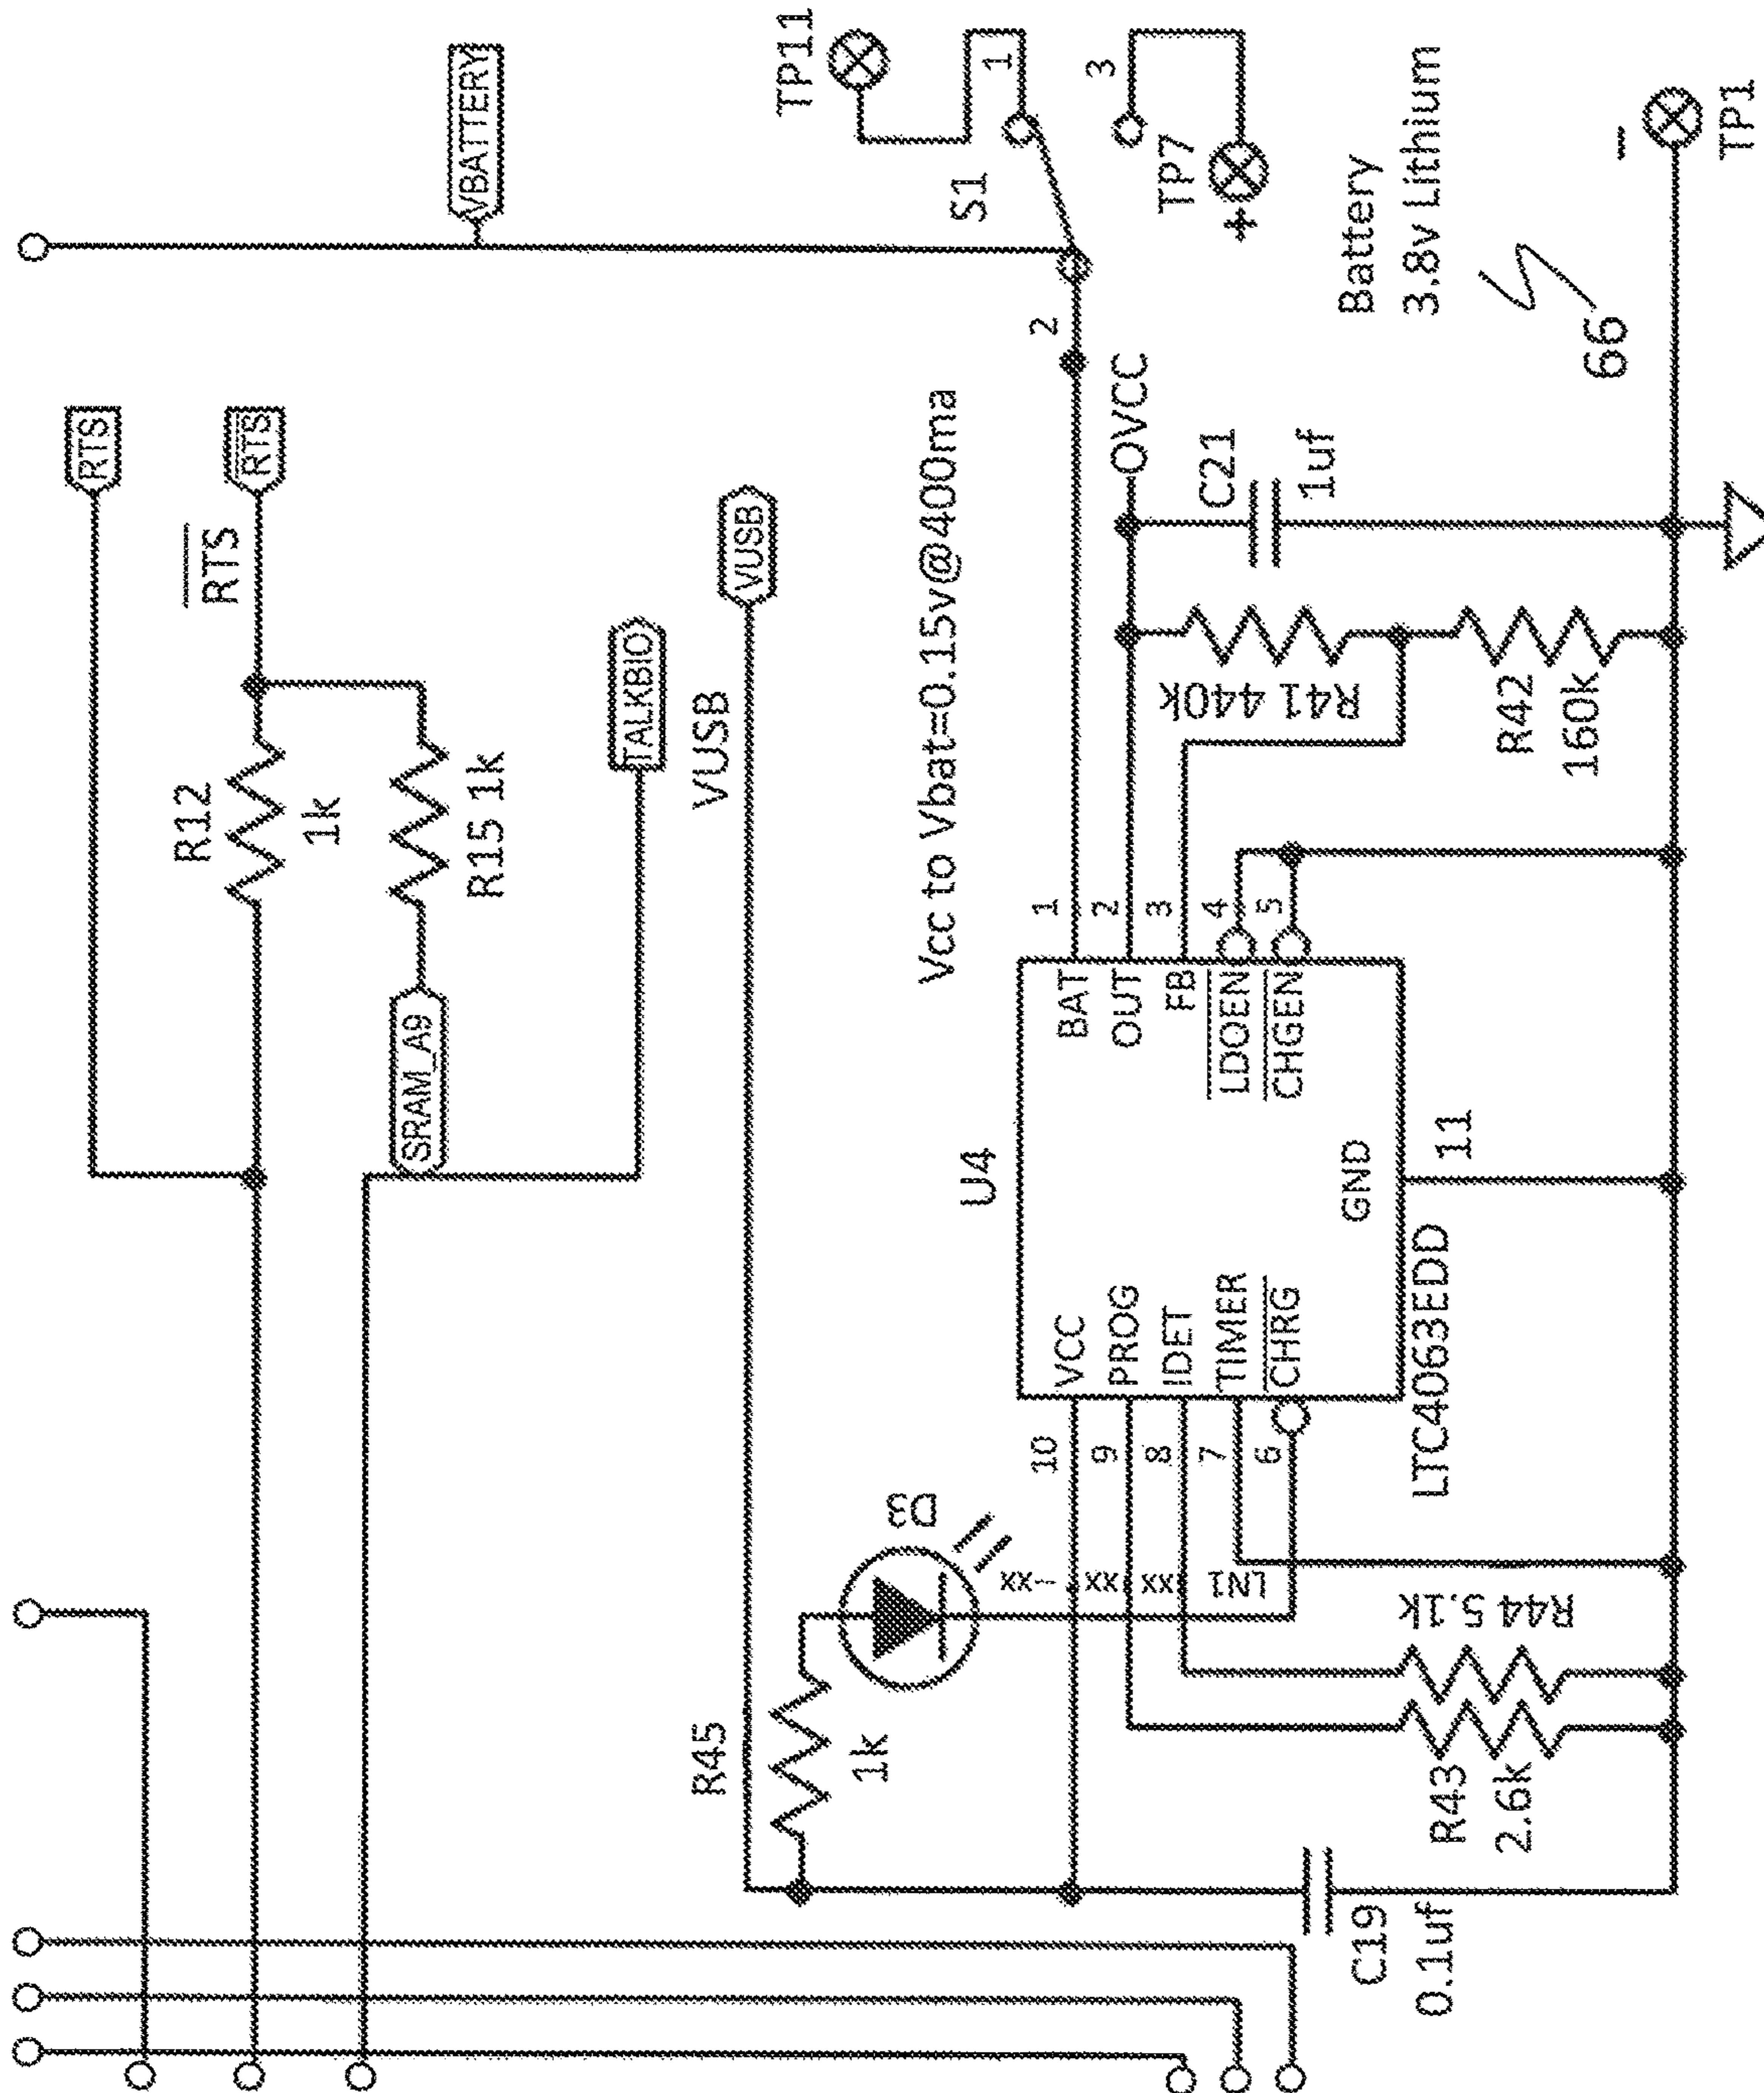 VBATTERY
TP11
1
3
S1
TP7
+
Battery
3.8v Lithium
66
-
TP1
2
RTS
RTS
RTS
R12
1k
R15 1k
SRAM_A9
TALKBIO
VUSB
VUSB
Vcc to Vbat=0.15v@400ma
OVCC
C21
1uf
R41 440k
R42
160k
U4
1
2
3
4
5
BAT
OUT
FB
LDOEN
CHGEN
GND
11
VCC
PROG
IDET
TIMER
CHRG
LTC4063EDD
10
9
8
7
6
D3
LN1
R45
1k
R44 5.1k
R43
2.6k
C19
0.1uf